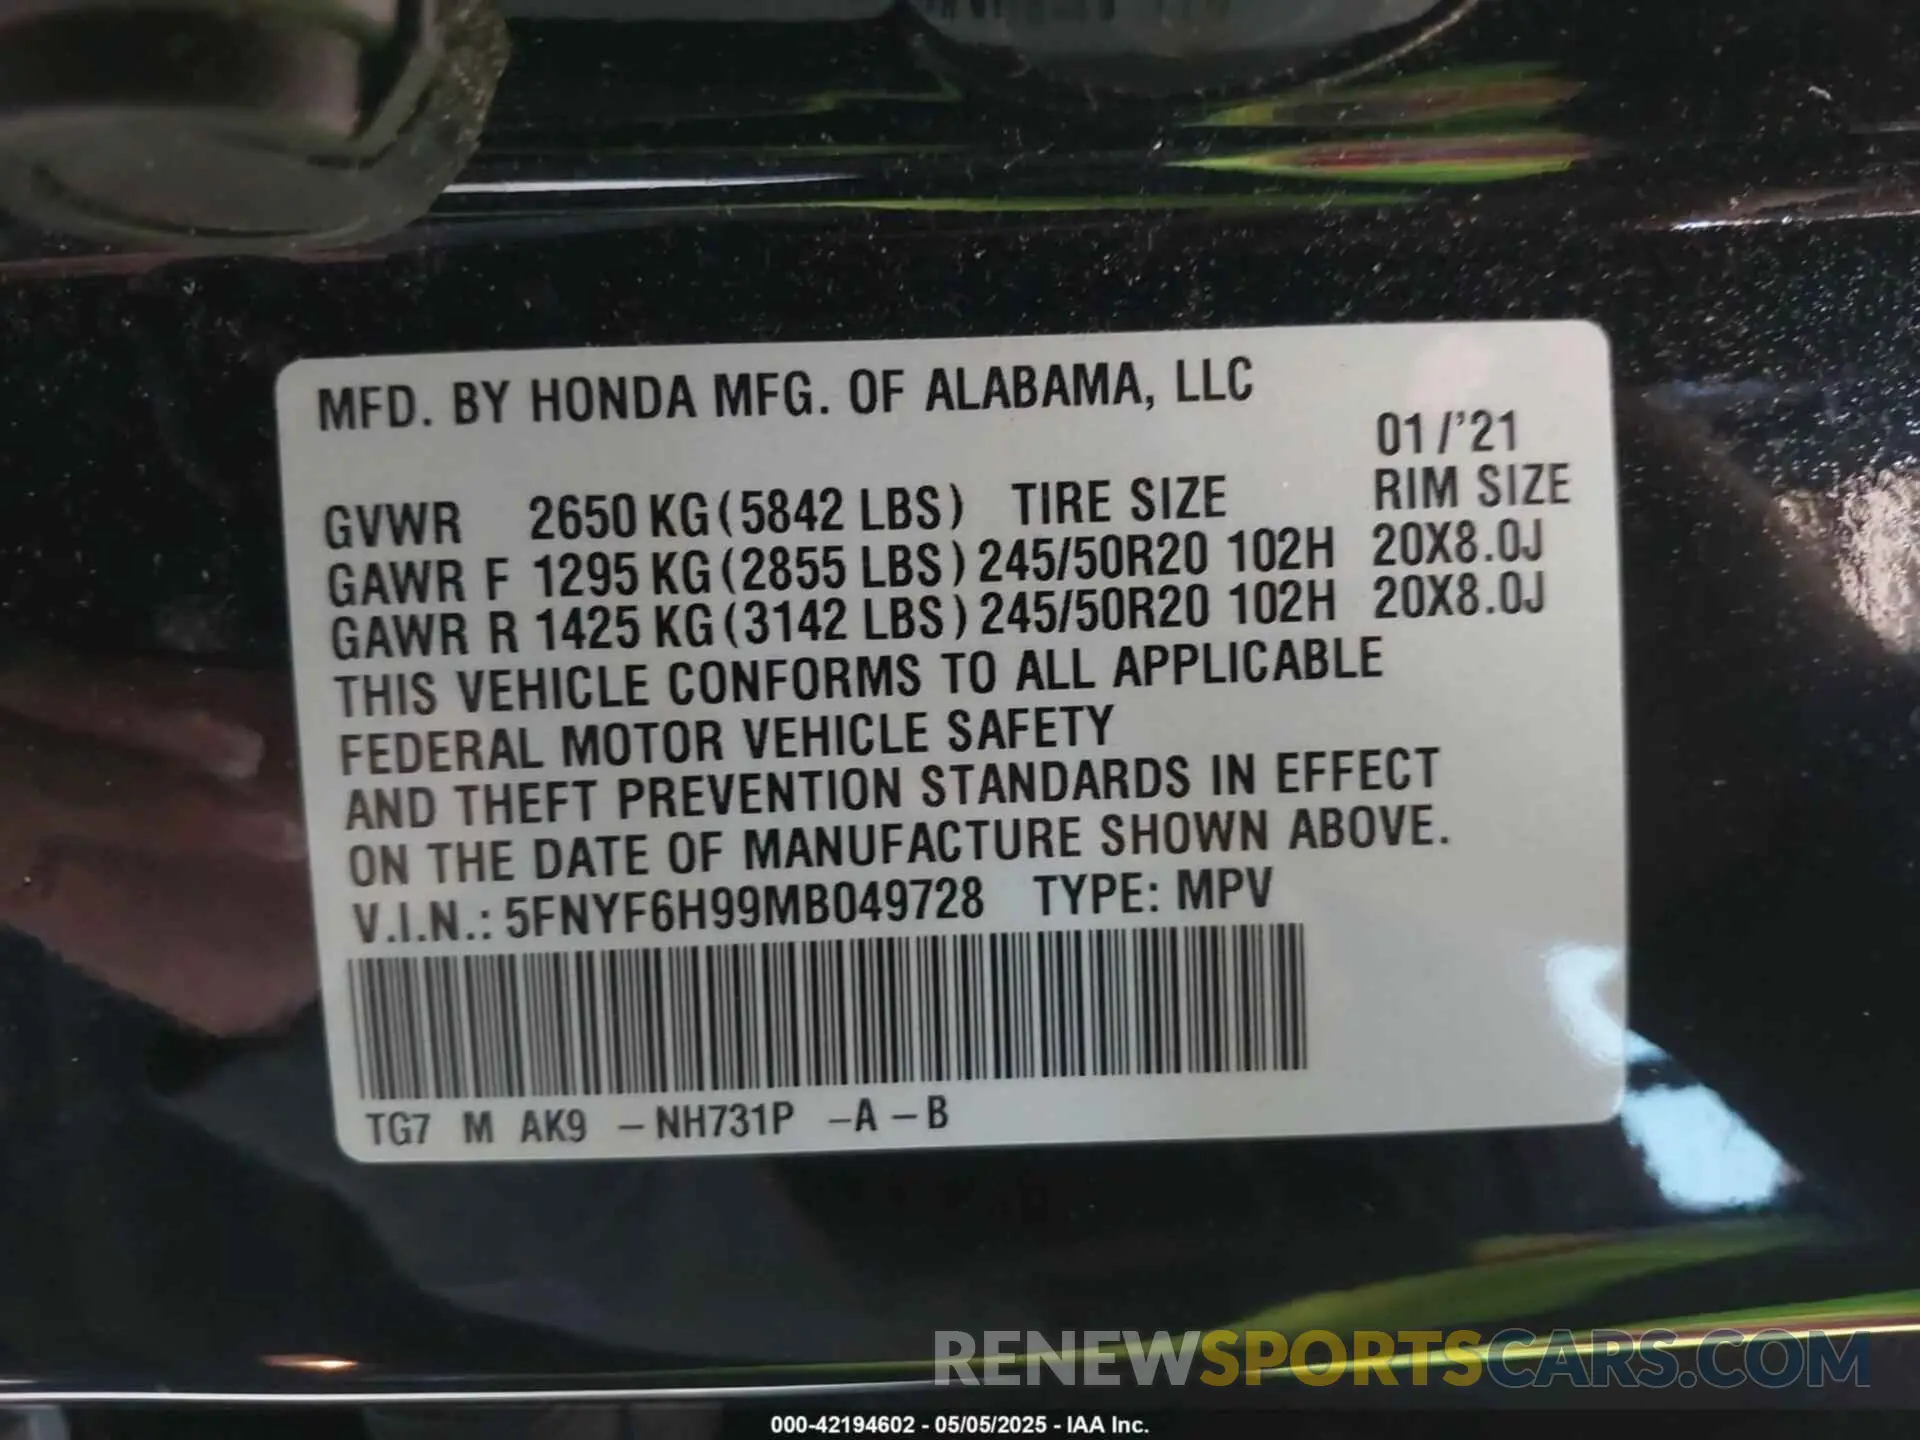 MFD. BY HONDA MFG. OF ALABAMA, LLC
01/'21
GVWR 2650 KG (5842 LBS) TIRE SIZE RIM SIZE
GAWR F 1295 KG (2855 LBS) 245/50R20 102H 20X8.0J
GAWR R 1425 KG (3142 LBS) 245/50R20 102H 20X8.0J
THIS VEHICLE CONFORMS TO ALL APPLICABLE
FEDERAL MOTOR VEHICLE SAFETY
AND THEFT PREVENTION STANDARDS IN EFFECT
ON THE DATE OF MANUFACTURE SHOWN ABOVE.
V.I.N.: 5FNYF6H99MB049728 TYPE: MPV
TG7 M AK9 –NH731P –A –B
RENEWSPORTSCARS.COM
000-42194602 - 05/05/2025 - IAA Inc.